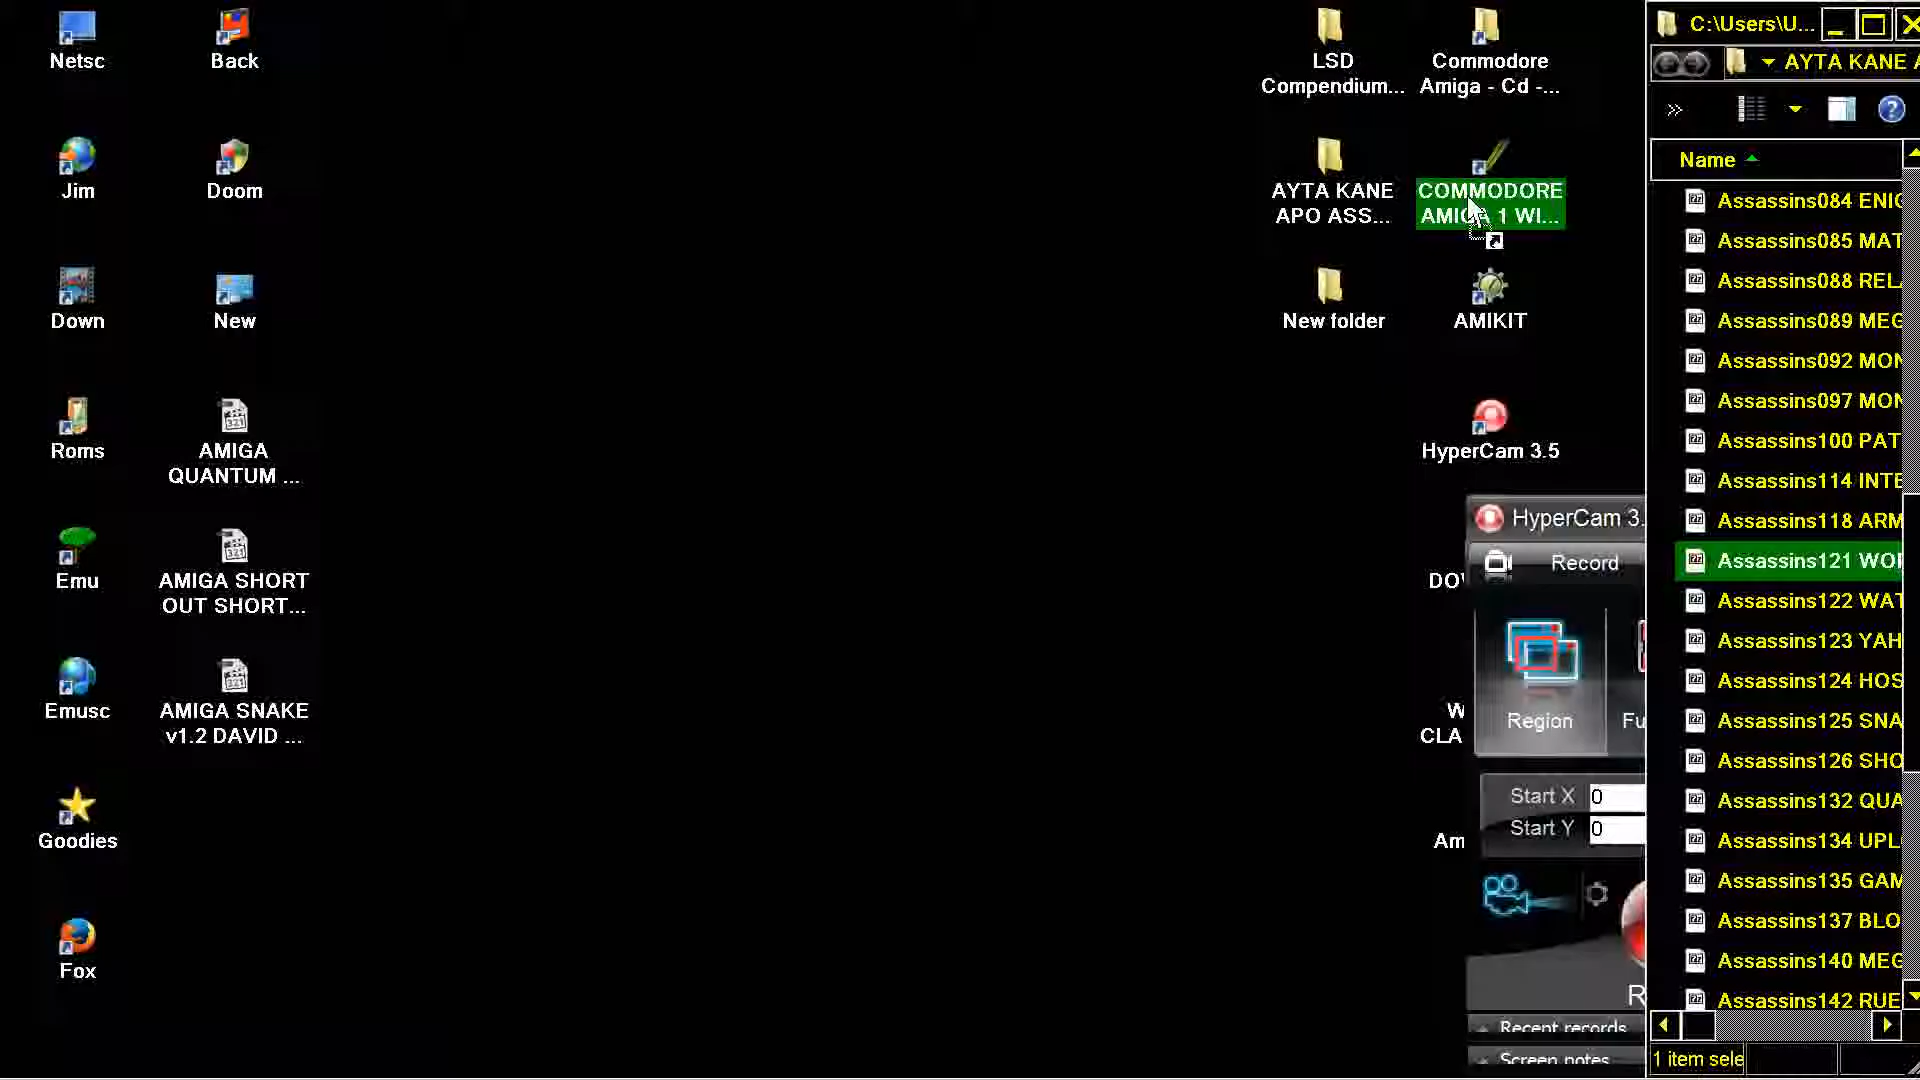 Netsc
Back
Jim
Doom
Down
New
Roms
AMIGA
QUANTUM ...
Emu
AMIGA SHORT
OUT SHORT...
Emusc
AMIGA SNAKE
v1.2 DAVID ...
Goodies
Fox
LSD
Compendium...
Commodore
Amiga - Cd -...
AYTA KANE
APO ASS...
COMMODORE
AMIGA 1 WI...
New folder
AMIKIT
HyperCam 3.5
DO
W
CLA
Am
HyperCam 3.
Record
Region
Fu
Start X 0
Start Y 0
R
Recent records
Screen notes
C:\Users\U...
AYTA KANE A
Name
Assassins084 ENIG
Assassins085 MAT
Assassins088 REL
Assassins089 MEG
Assassins092 MON
Assassins097 MON
Assassins100 PAT
Assassins114 INTE
Assassins118 ARM
Assassins121 WOR
Assassins122 WAT
Assassins123 YAH
Assassins124 HOS
Assassins125 SNA
Assassins126 SHO
Assassins132 QUA
Assassins134 UPL
Assassins135 GAM
Assassins137 BLO
Assassins140 MEG
Assassins142 RUE
1 item sele